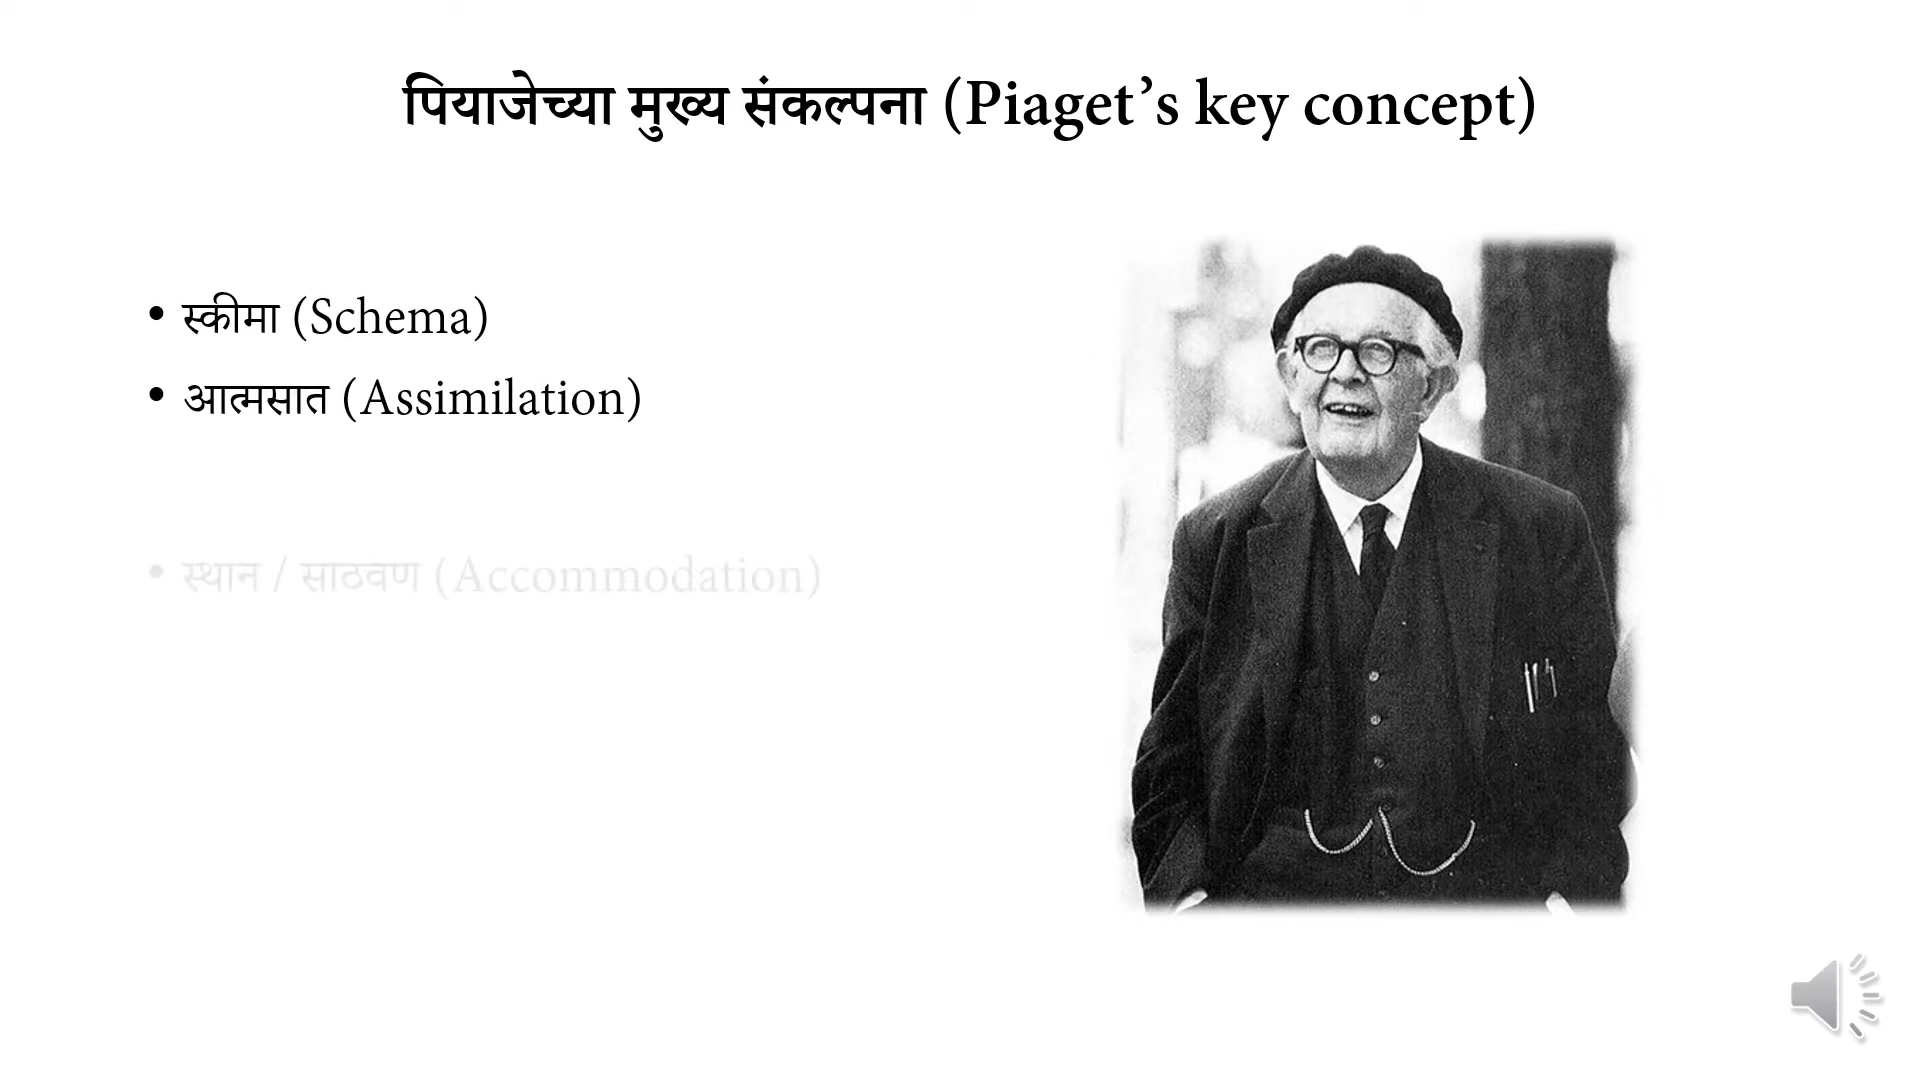 पियाजेच्या मुख्य संकल्पना (Piaget’s key concept)
• स्कीमा (Schema)
• आत्मसात (Assimilation)
• स्थान / साठवण (Accommodation)